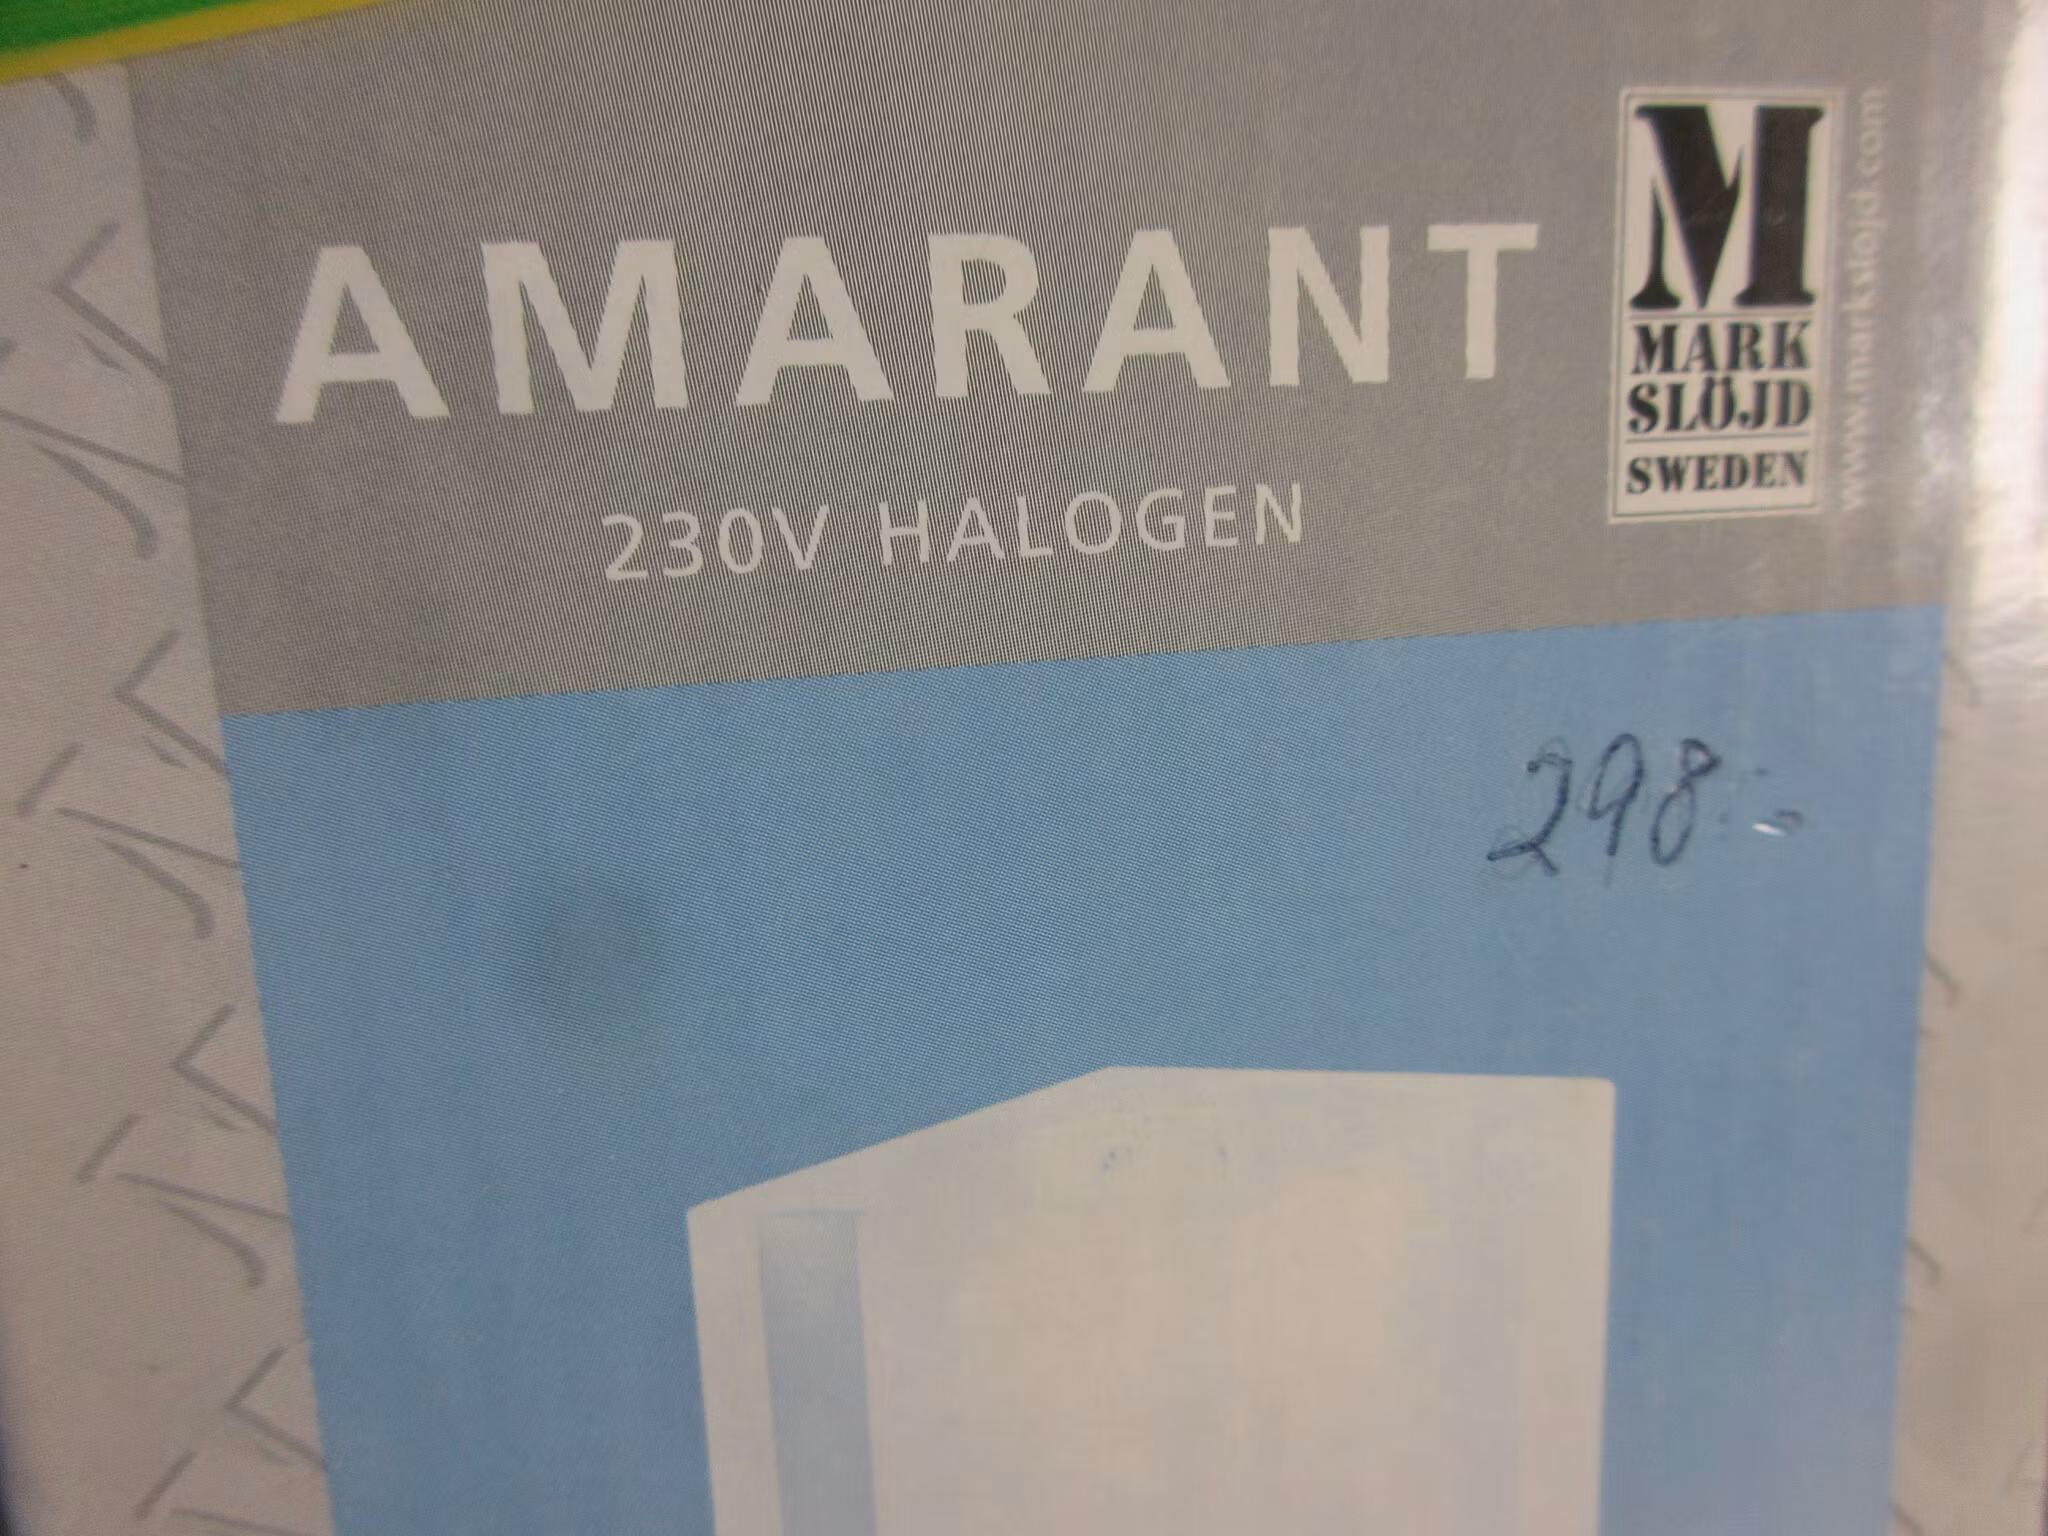 AMARANT
230V HALOGEN
M
MARK
SLÖJD
SWEDEN
www.markslojd.com
298:-